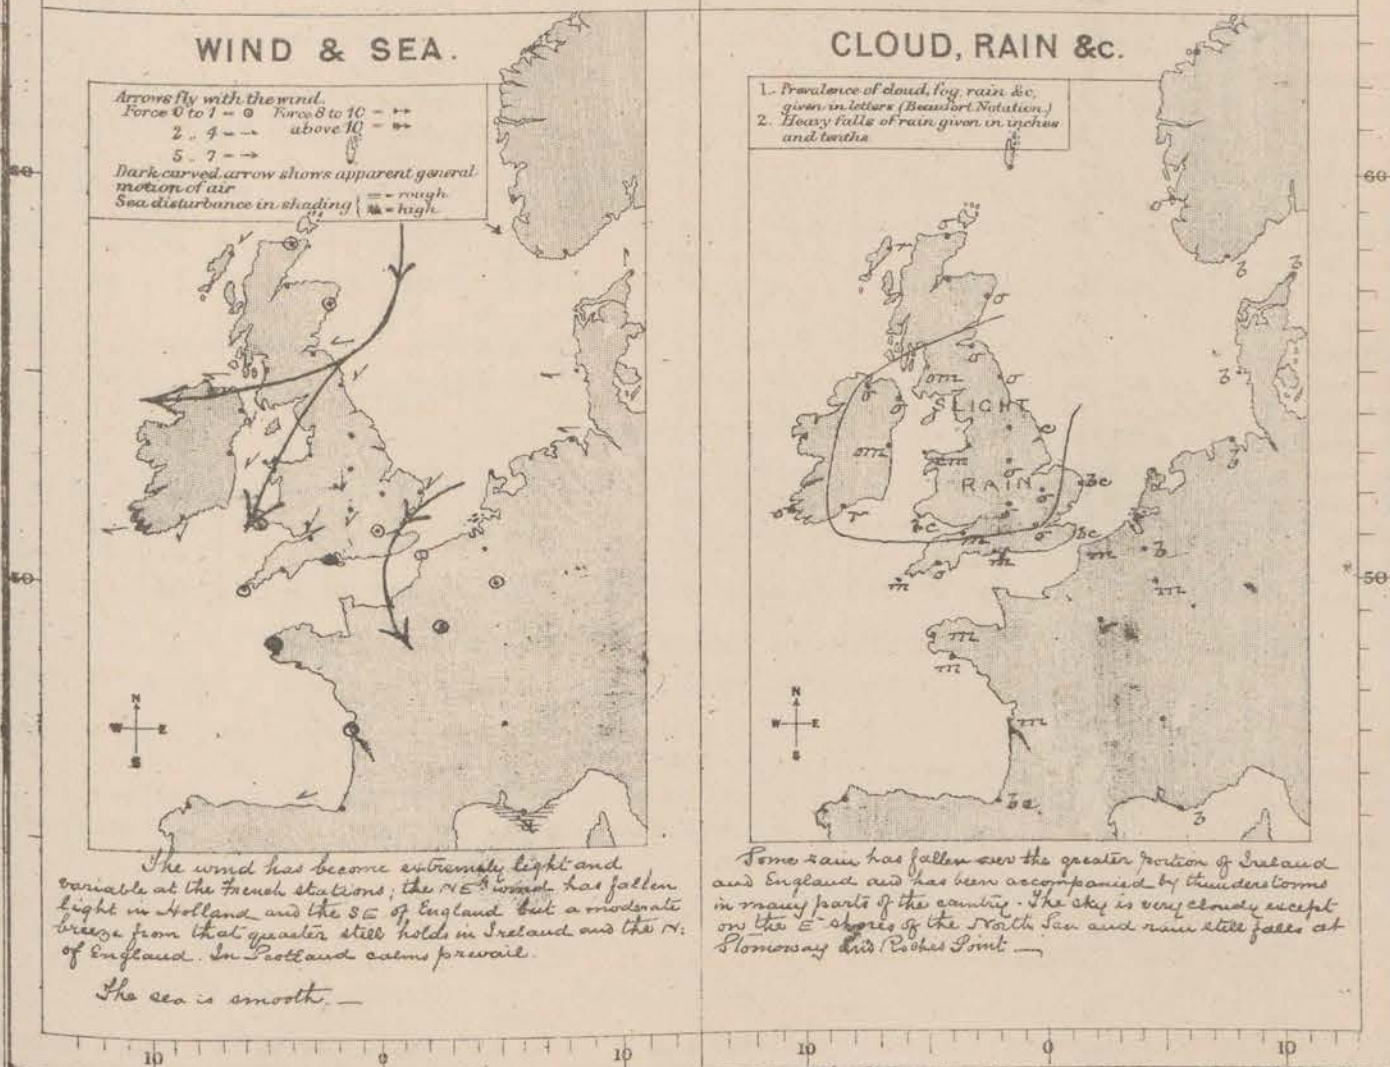 WIND & SEA.
Arrows fly with the wind.
Force 0 to 1 - ⊙ Force 8 to 10 -
2 .. 4 - above 10 -
5 .. 7 -
Dark curved arrow shows apparent general
motion of air
Sea disturbance in shading { = - rough
= high
60
50
N
W E
S
The wind has become extremely light and
variable at the French stations; the NEly wind has fallen
light in Holland and the SE of England but a moderate
breeze from that quarter still holds in Ireland and the N:
of England. In Scotland calms prevail.
The sea is smooth. —
10 0 10
CLOUD, RAIN &c.
1. Prevalence of cloud, fog, rain &c,
given in letters (Beaufort Notation.)
2. Heavy falls of rain given in inches
and tenths
60
b b
o
o
om o b
o o SLIGHT
om c
cm o b
RAIN o bc
o r bc o bc
m
m o m m b
m
m
m
m
50
bc b
N
W E
S
Some rain has fallen over the greater portion of Ireland
and England and has been accompanied by thunderstorms
in many parts of the country. The sky is very cloudy except
on the E shores of the North Sea and rain still falls at
Stornoway and Roches Point —
10 0 10